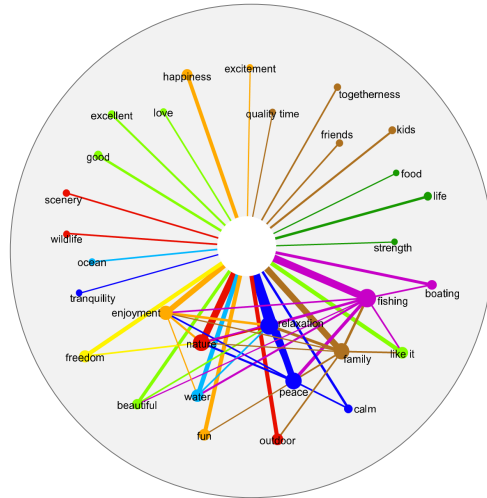 excitement
happiness
togetherness
excellent
love
quality time
kids
friends
good
food
scenery
life
wildlife
strength
ocean
tranquility
boating
fishing
enjoyment
relaxation
nature
freedom
family
like it
peace
water
beautiful
calm
fun
outdoor